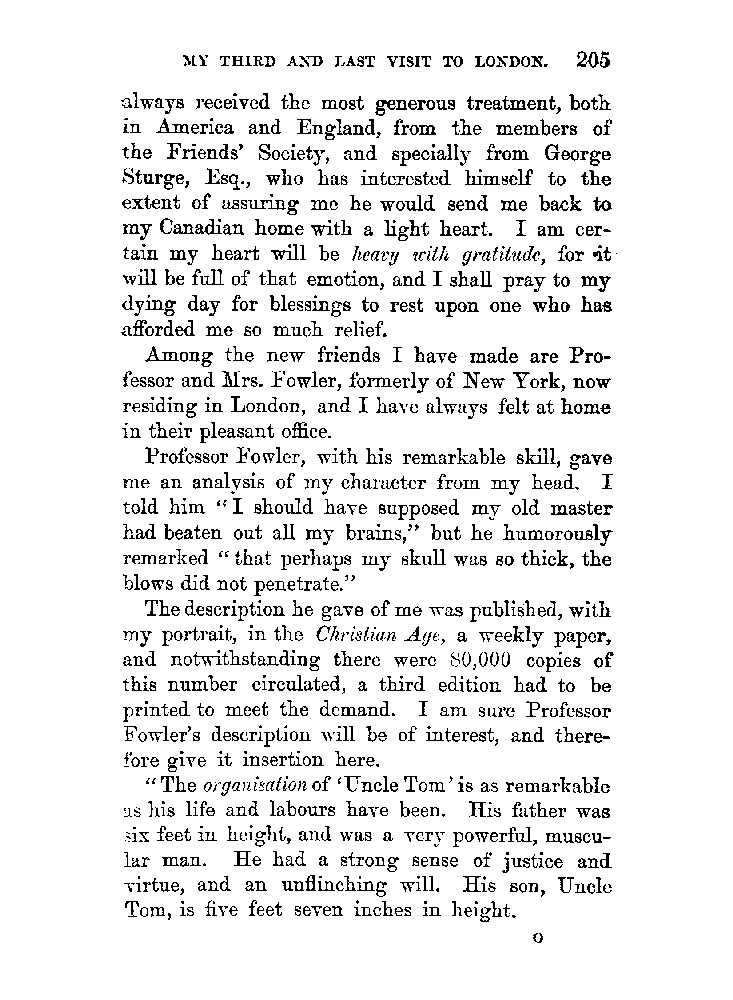 MY THIRD AND LAST VISIT TO LONDON. 205
always received the most generous treatment, both
in America and England, from the members of
the Friends' Society, and specially from George
Sturge, Esq., who has interested himself to the
extent of assuring me he would send me back to
my Canadian home with a light heart. I am cer-
tain my heart will be heavy with gratitude, for it
will be full of that emotion, and I shall pray to my
dying day for blessings to rest upon one who has
afforded me so much relief.
Among the new friends I have made are Pro-
fessor and Mrs. Fowler, formerly of New York, now
residing in London, and I have always felt at home
in their pleasant office.
Professor Fowler, with his remarkable skill, gave
me an analysis of my character from my head. I
told him "I should have supposed my old master
had beaten out all my brains," but he humorously
remarked "that perhaps my skull was so thick, the
blows did not penetrate."
The description he gave of me was published, with
my portrait, in the Christian Age, a weekly paper,
and notwithstanding there were 80,000 copies of
this number circulated, a third edition had to be
printed to meet the demand. I am sure Professor
Fowler's description will be of interest, and there-
fore give it insertion here.
"The organisation of 'Uncle Tom' is as remarkable
as his life and labours have been. His father was
six feet in height, and was a very powerful, muscu-
lar man. He had a strong sense of justice and
virtue, and an unflinching will. His son, Uncle
Tom, is five feet seven inches in height.
O